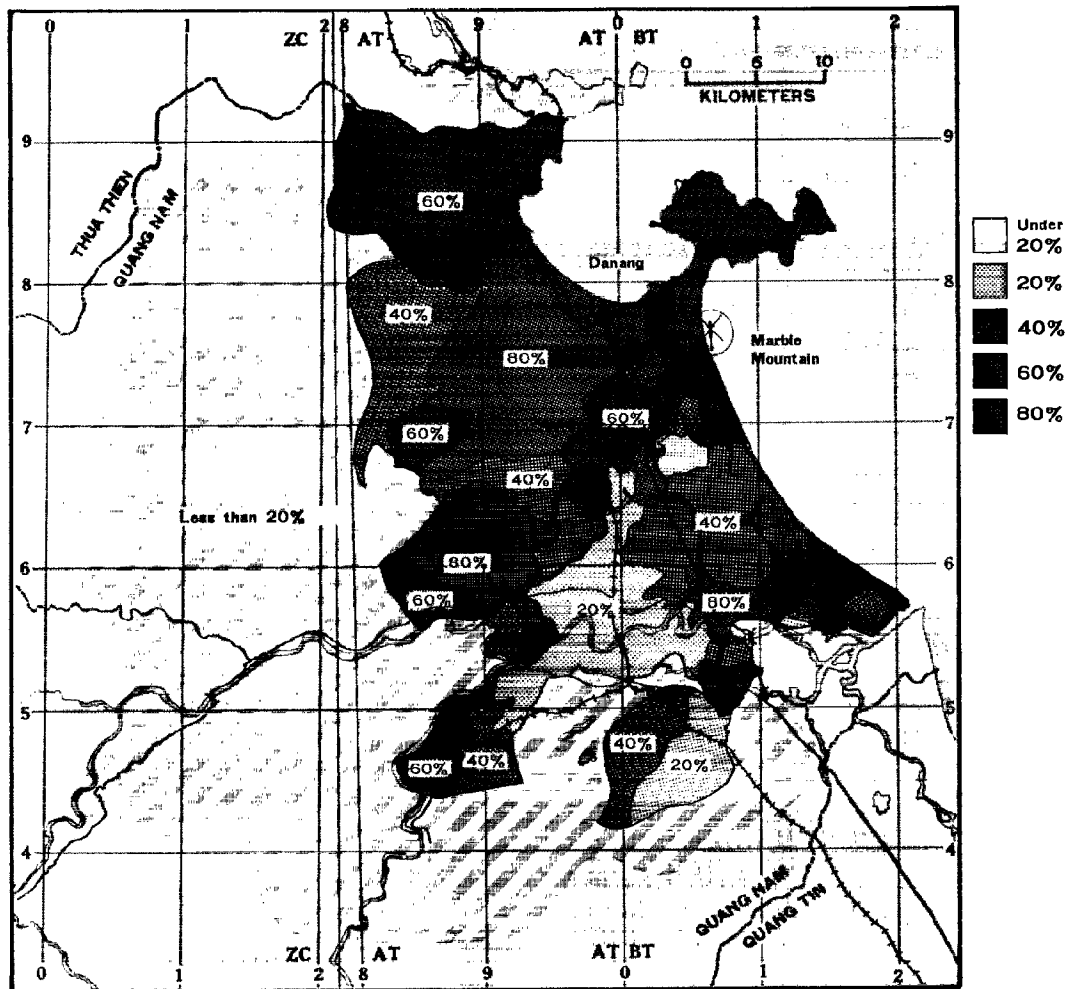 0 1 2 8 9 0 1 2
ZC AT AT BT
0 5 10
KILOMETERS
9 9
THUA THIEN
QUANG NAM
60%
Danang
8 8
40%
Marble
Mountain
80%
7 60% 60% 7
40%
Less than 20%
40%
6 80% 6
60% 20% 80%
5 5
40%
60% 40% 20%
4 4
QUANG NAM
QUANG TIN
ZC AT AT BT
0 1 2 8 9 0 1 2
Under
20%
20%
40%
60%
80%